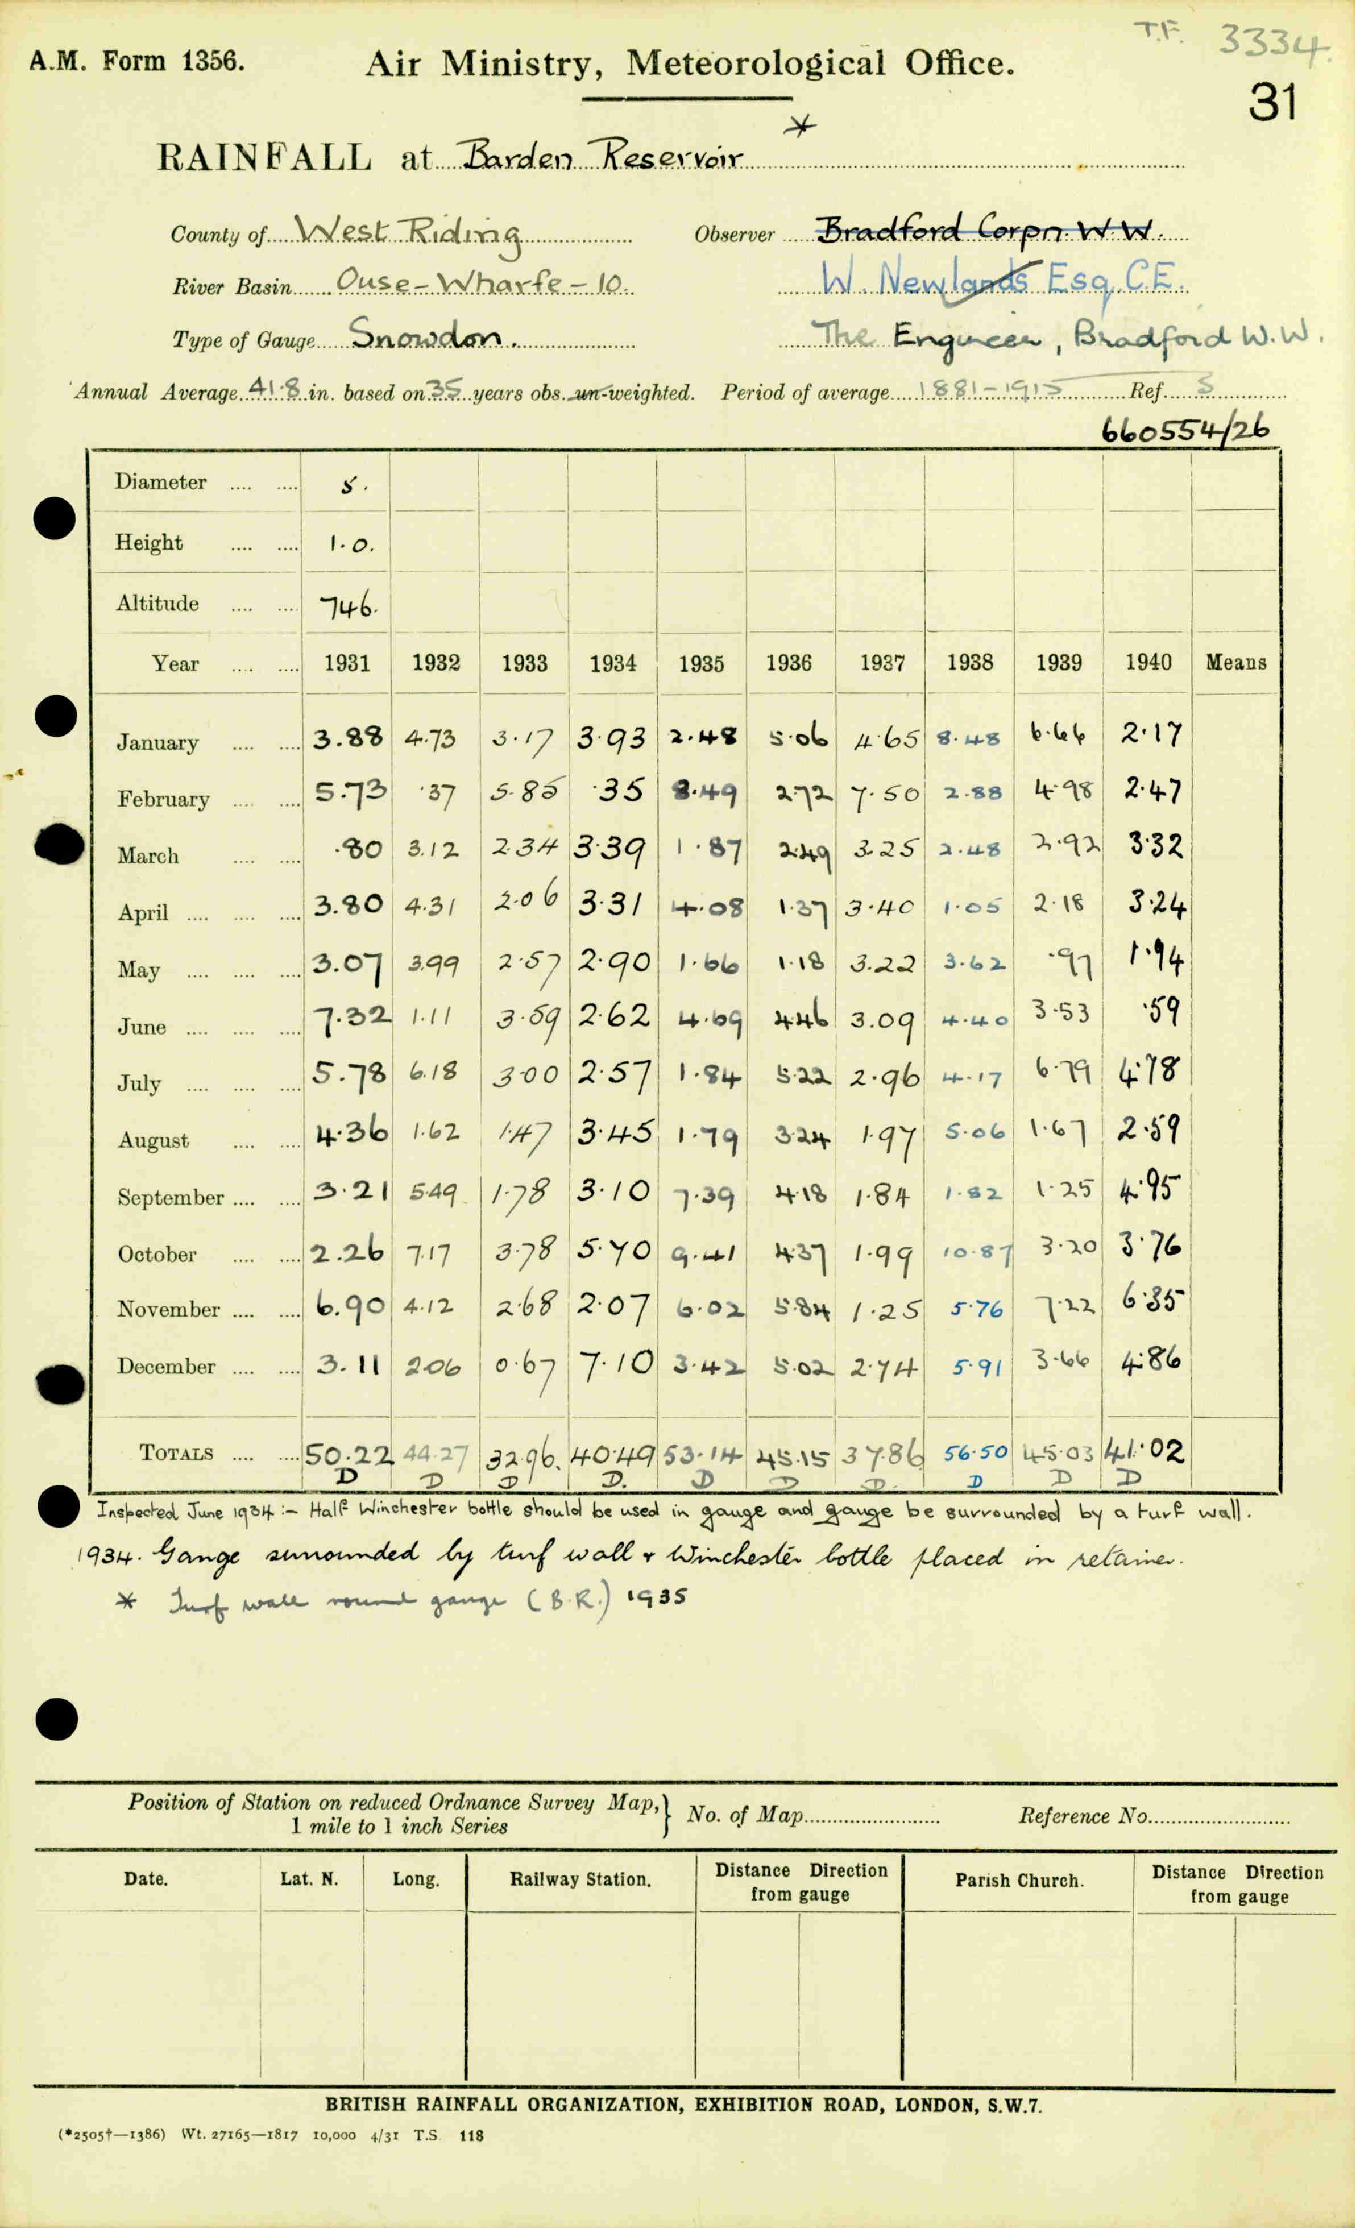 T.F. 3334.
A.M. Form 1356. Air Ministry, Meteorological Office.
31
RAINFALL at Barden Reservoir *
County of West Riding Observer Bradford Corpn. W.W.
River Basin Ouse-Wharfe-10. W. Newlands Esq C.E.
Type of Gauge Snowdon. The Engineer, Bradford W.W.
Annual Average 41.8 in. based on 35 years obs. un-weighted. Period of average 1881-1915 Ref. S
660554/26
Diameter 5.
Height 1.0.
Altitude 746.
Year 1931 1932 1933 1934 1935 1936 1937 1938 1939 1940 Means
January 3.88 4.73 3.17 3.93 2.48 5.06 4.65 8.48 6.66 2.17
February 5.73 .37 5.85 .35 8.49 2.72 7.50 2.88 4.98 2.47
March .80 3.12 2.34 3.39 1.87 2.49 3.25 2.48 2.92 3.32
April 3.80 4.31 2.06 3.31 4.08 1.37 3.40 1.05 2.18 3.24
May 3.07 3.99 2.57 2.90 1.66 1.18 3.22 3.62 .97 1.94
June 7.32 1.11 3.59 2.62 4.69 4.46 3.09 4.40 3.53 .59
July 5.78 6.18 3.00 2.57 1.84 5.22 2.96 4.17 6.79 4.78
August 4.36 1.62 1.47 3.45 1.79 3.24 1.97 5.06 1.67 2.59
September 3.21 5.49 1.78 3.10 7.39 4.18 1.84 1.82 1.25 4.95
October 2.26 7.17 3.78 5.70 9.41 4.37 1.99 10.87 3.20 3.76
November 6.90 4.12 2.68 2.07 6.02 5.84 1.25 5.76 7.22 6.35
December 3.11 2.06 0.67 7.10 3.42 5.02 2.74 5.91 3.66 4.86
TOTALS 50.22 44.27 32.96. 40.49 53.14 45.15 37.86 56.50 45.03 41.02
D D D D. D D D. D D D
Inspected June 1934:- Half Winchester bottle should be used in gauge and gauge be surrounded by a turf wall.
1934. Gauge surrounded by turf wall & Winchester bottle placed in retainer.
* Turf wall round gauge (B.R.) 1935
Position of Station on reduced Ordnance Survey Map, 1 mile to 1 inch Series } No. of Map Reference No.
Date. Lat. N. Long. Railway Station. Distance Direction from gauge Parish Church. Distance Direction from gauge
BRITISH RAINFALL ORGANIZATION, EXHIBITION ROAD, LONDON, S.W.7.
(*2505†—1386) Wt. 27165—1817 10,000 4/31 T.S. 118